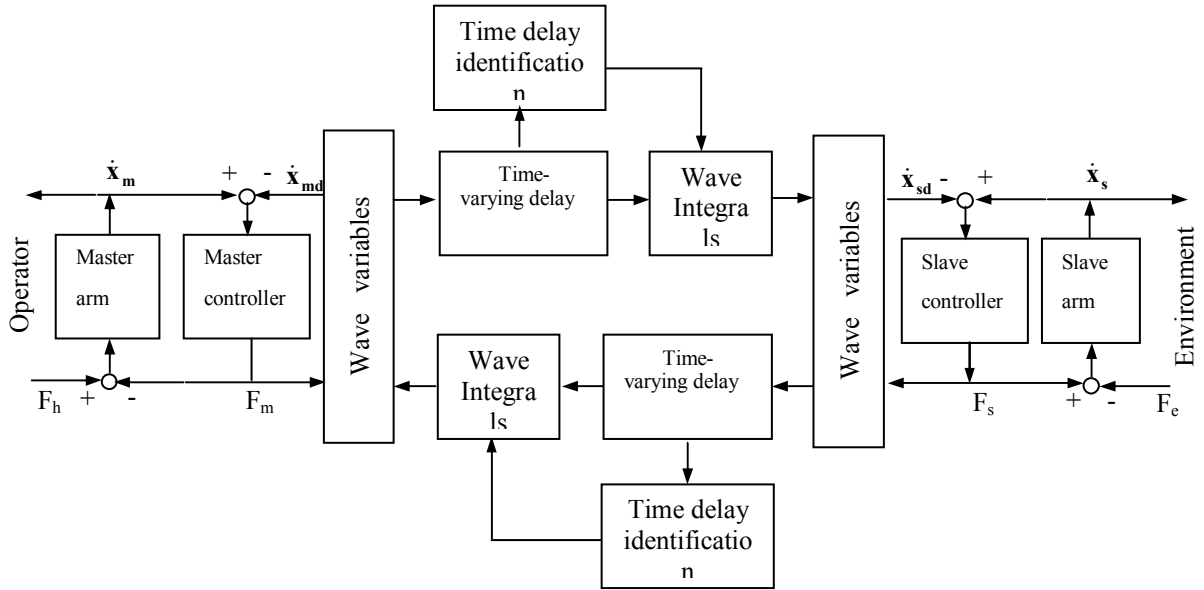 Time delay
identificatio
n
ẋm
+
-
ẋmd
Time-
varying delay
Wave
Integra
ls
ẋsd
-
+
ẋs
Operator
Master
arm
Master
controller
Wave variables
Wave variables
Slave
controller
Slave
arm
Environment
Wave
Integra
ls
Time-
varying delay
Fh
+
-
Fm
Fs
+
-
Fe
Time delay
identificatio
n